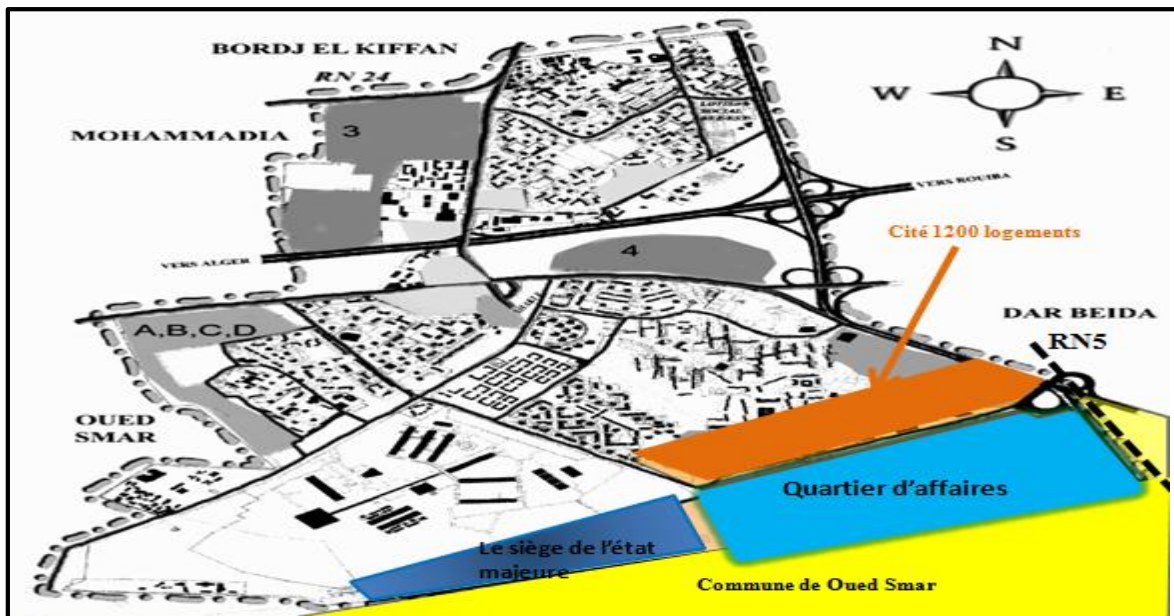 BORDJ EL KIFFAN
RN 24
MOHAMMADIA
3
N
W
E
S
VERS ROUIBA
Cité 1200 logements
VERS ALGER
4
A,B,C,D
DAR BEIDA
RN5
OUED
SMAR
Quartier d'affaires
Le siège de l'état
majeure
Commune de Oued Smar